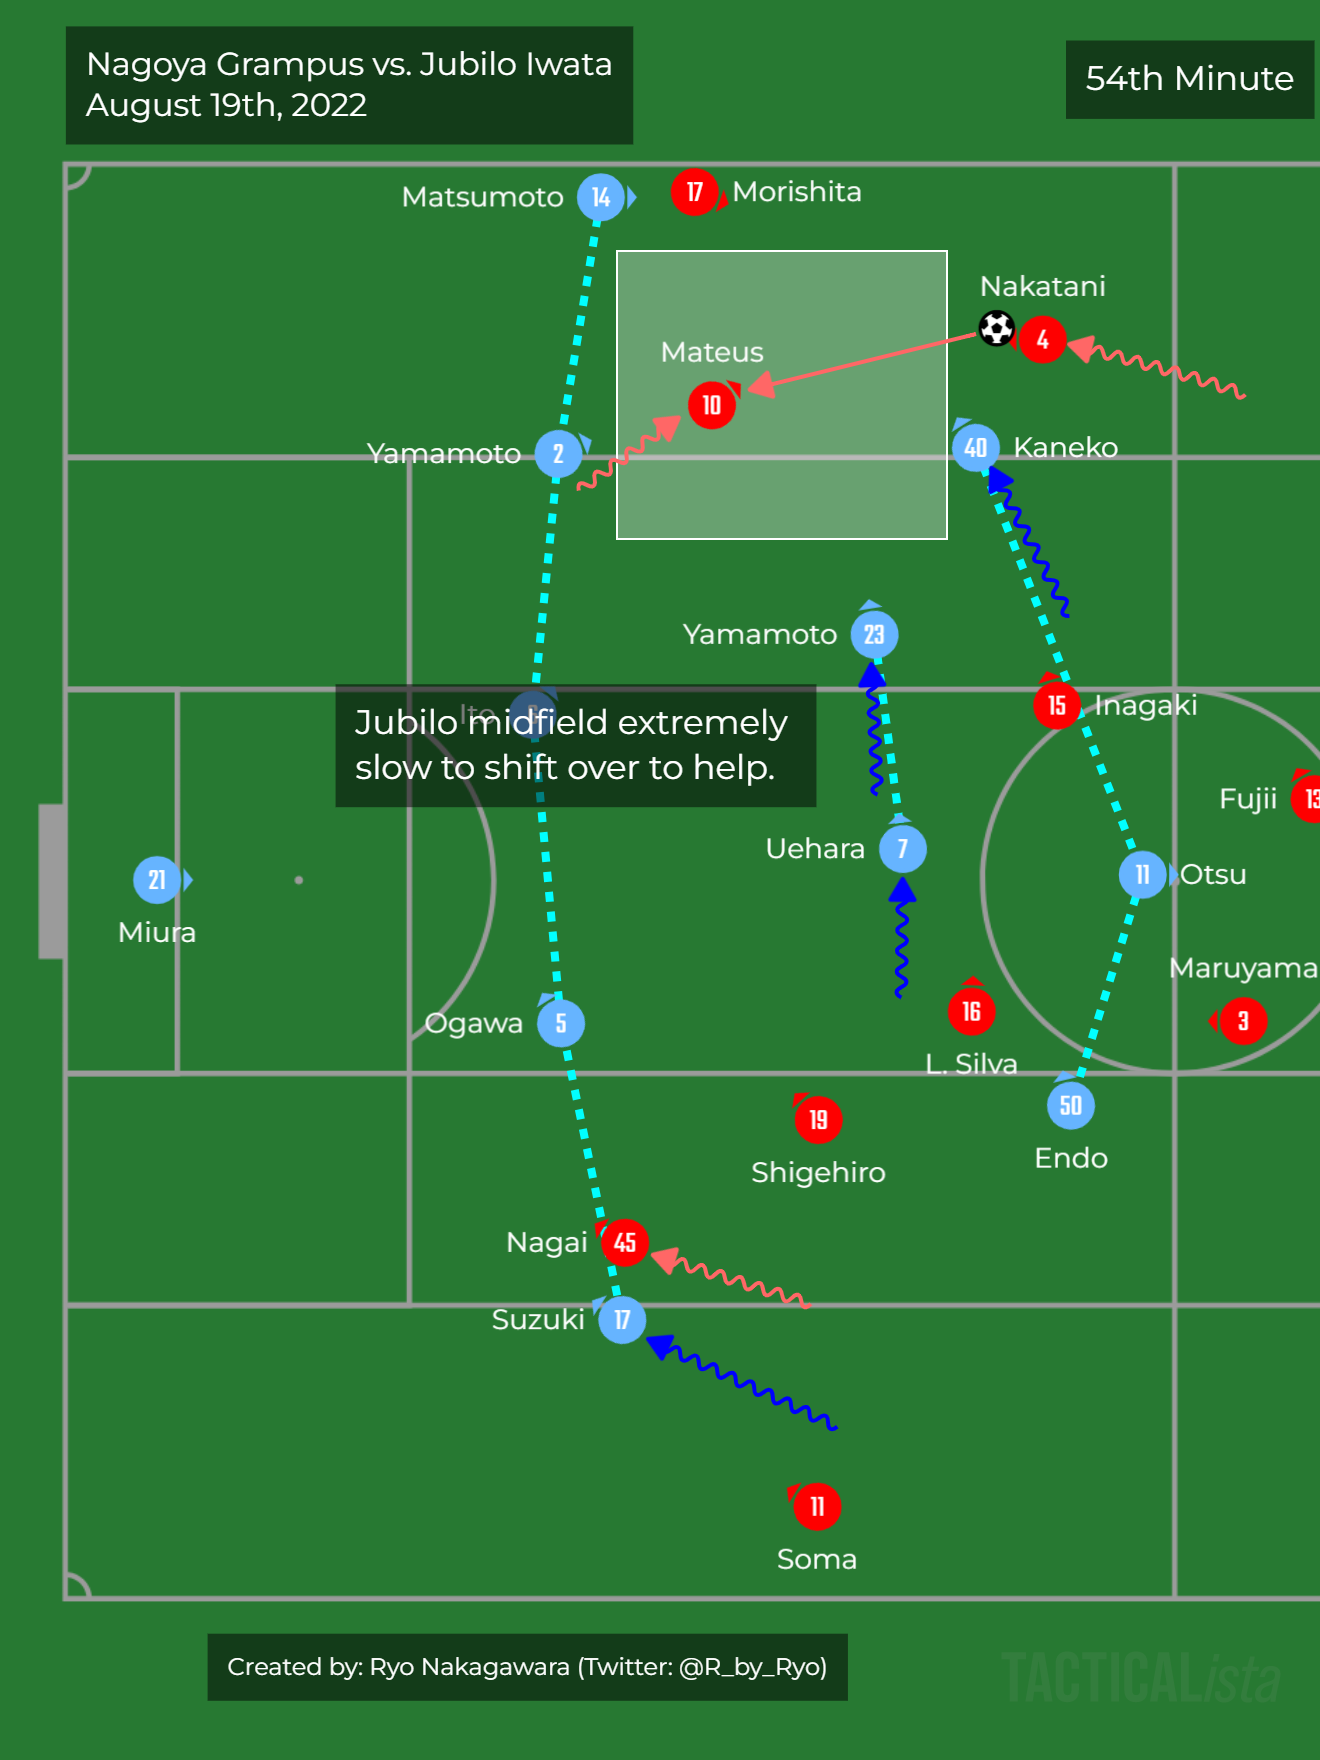 Nagoya Grampus vs. Jubilo Iwata
August 19th, 2022
54th Minute
Matsumoto
14
17
Morishita
Nakatani
4
Mateus
10
Yamamoto
2
40
Kaneko
Yamamoto
23
Ito
15
Inagaki
Jubilo midfield extremely
slow to shift over to help.
Fujii
13
Uehara
7
11
Otsu
21
Miura
Maruyama
3
Ogawa
5
16
L. Silva
50
Endo
19
Shigehiro
Nagai
45
Suzuki
17
11
Soma
Created by: Ryo Nakagawara (Twitter: @R_by_Ryo)
TACTICALista